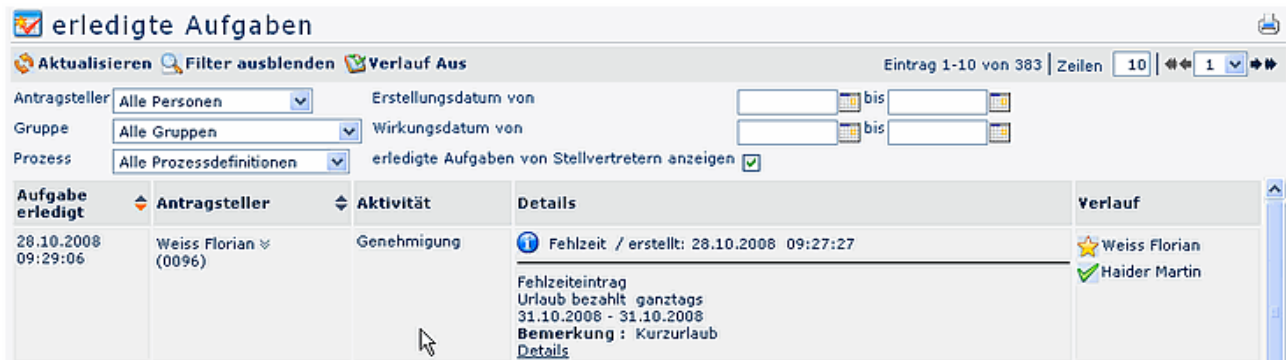 erledigte Aufgaben
Aktualisieren Filter ausblenden Verlauf Aus Eintrag 1-10 von 383 Zeilen 10 1
Antragsteller Alle Personen Erstellungsdatum von bis
Gruppe Alle Gruppen Wirkungsdatum von bis
Prozess Alle Prozessdefinitionen erledigte Aufgaben von Stellvertretern anzeigen
Aufgabe erledigt Antragsteller Aktivität Details Verlauf
28.10.2008 Weiss Florian Genehmigung Fehlzeit / erstellt: 28.10.2008 09:27:27 Weiss Florian
09:29:06 (0096) Haider Martin
Fehlzeiteintrag
Urlaub bezahlt ganztags
31.10.2008 - 31.10.2008
Bemerkung : Kurzurlaub
Details